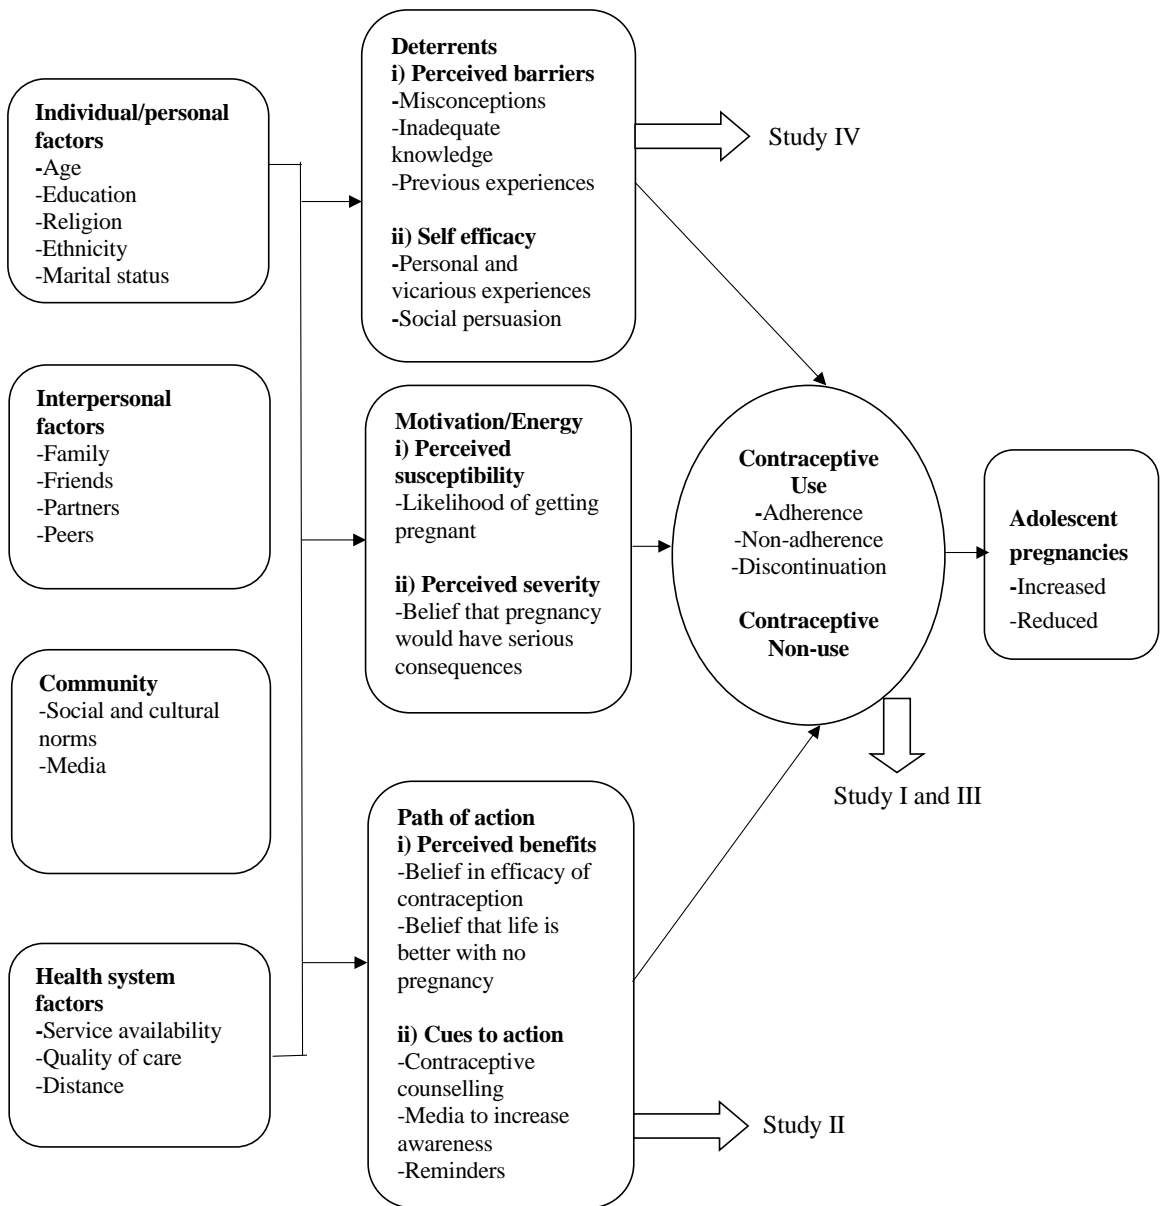 Individual/personal
factors
-Age
-Education
-Religion
-Ethnicity
-Marital status
Interpersonal
factors
-Family
-Friends
-Partners
-Peers
Community
-Social and cultural
norms
-Media
Health system
factors
-Service availability
-Quality of care
-Distance
Deterrents
i) Perceived barriers
-Misconceptions
-Inadequate
knowledge
-Previous experiences
ii) Self efficacy
-Personal and
vicarious experiences
-Social persuasion
Study IV
Motivation/Energy
i) Perceived
susceptibility
-Likelihood of getting
pregnant
ii) Perceived severity
-Belief that pregnancy
would have serious
consequences
Path of action
i) Perceived benefits
-Belief in efficacy of
contraception
-Belief that life is
better with no
pregnancy
ii) Cues to action
-Contraceptive
counselling
-Media to increase
awareness
-Reminders
Study II
Contraceptive
Use
-Adherence
-Non-adherence
-Discontinuation
Contraceptive
Non-use
Study I and III
Adolescent
pregnancies
-Increased
-Reduced